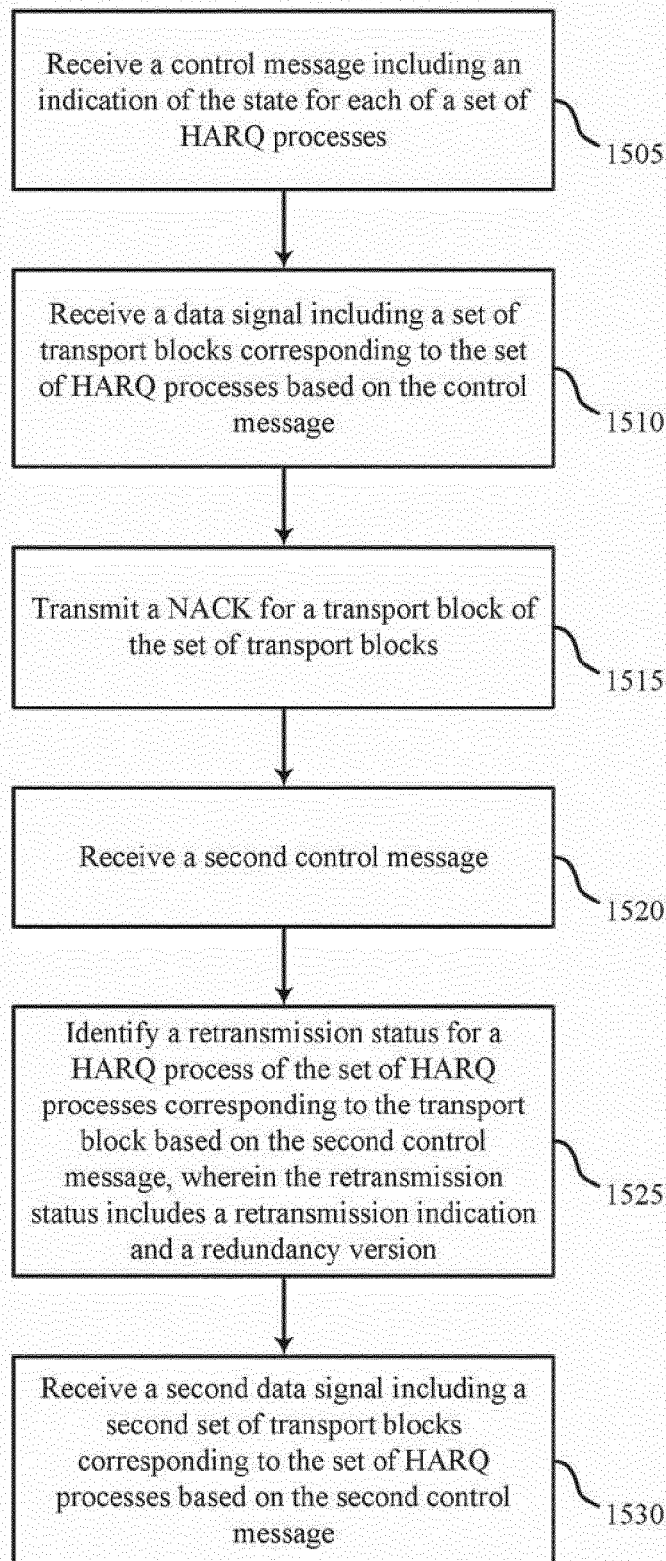 Receive a control message including an
indication of the state for each of a set of
HARQ processes
1505
Receive a data signal including a set of
transport blocks corresponding to the set
of HARQ processes based on the control
message
1510
Transmit a NACK for a transport block of
the set of transport blocks
1515
Receive a second control message
1520
Identify a retransmission status for a
HARQ process of the set of HARQ
processes corresponding to the transport
block based on the second control
message, wherein the retransmission
status includes a retransmission indication
and a redundancy version
1525
Receive a second data signal including a
second set of transport blocks
corresponding to the set of HARQ
processes based on the second control
message
1530